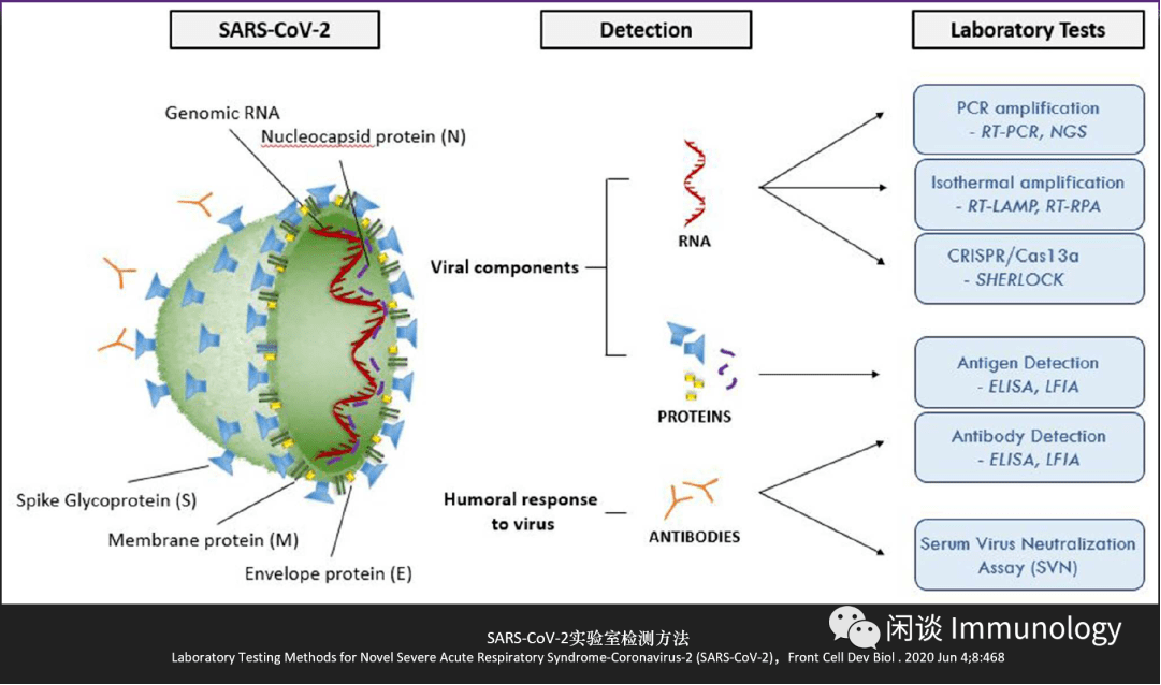 SARS-CoV-2
Detection
Laboratory Tests
Genomic RNA
Nucleocapsid protein (N)
Spike Glycoprotein (S)
Membrane protein (M)
Envelope protein (E)
Viral components
RNA
PROTEINS
Humoral response
to virus
ANTIBODIES
PCR amplification
- RT-PCR, NGS
Isothermal amplification
- RT-LAMP, RT-RPA
CRISPR/Cas13a
- SHERLOCK
Antigen Detection
- ELISA, LFIA
Antibody Detection
- ELISA, LFIA
Serum Virus Neutralization
Assay (SVN)
SARS-CoV-2实验室检测方法
Laboratory Testing Methods for Novel Severe Acute Respiratory Syndrome-Coronavirus-2 (SARS-CoV-2)，Front Cell Dev Biol . 2020 Jun 4;8:468
闲谈 Immunology